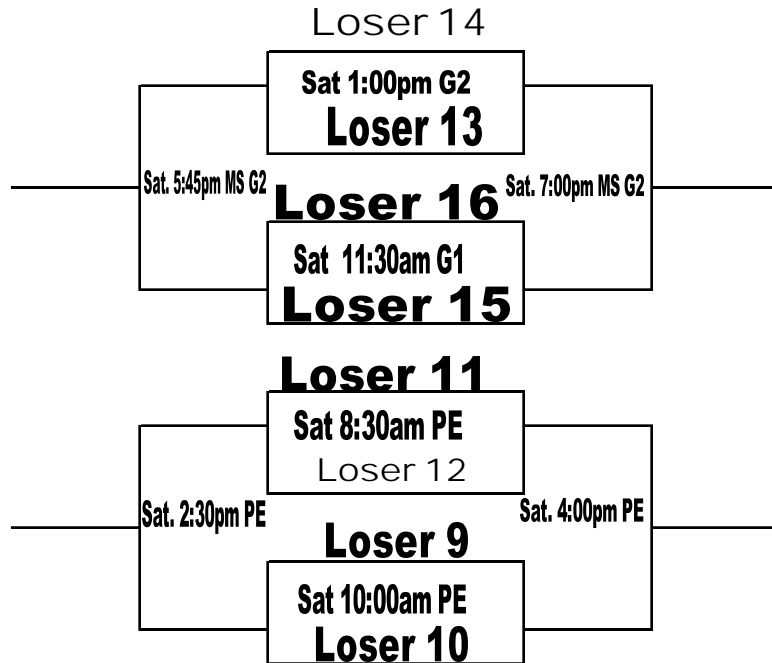 Loser 14
Sat 1:00pm G2
Loser 13
Sat. 5:45pm MS G2
Loser 16
Sat. 7:00pm MS G2
Sat 11:30am G1
Loser 15
Loser 11
Sat 8:30am PE
Loser 12
Sat. 2:30pm PE
Sat. 4:00pm PE
Loser 9
Sat 10:00am PE
Loser 10